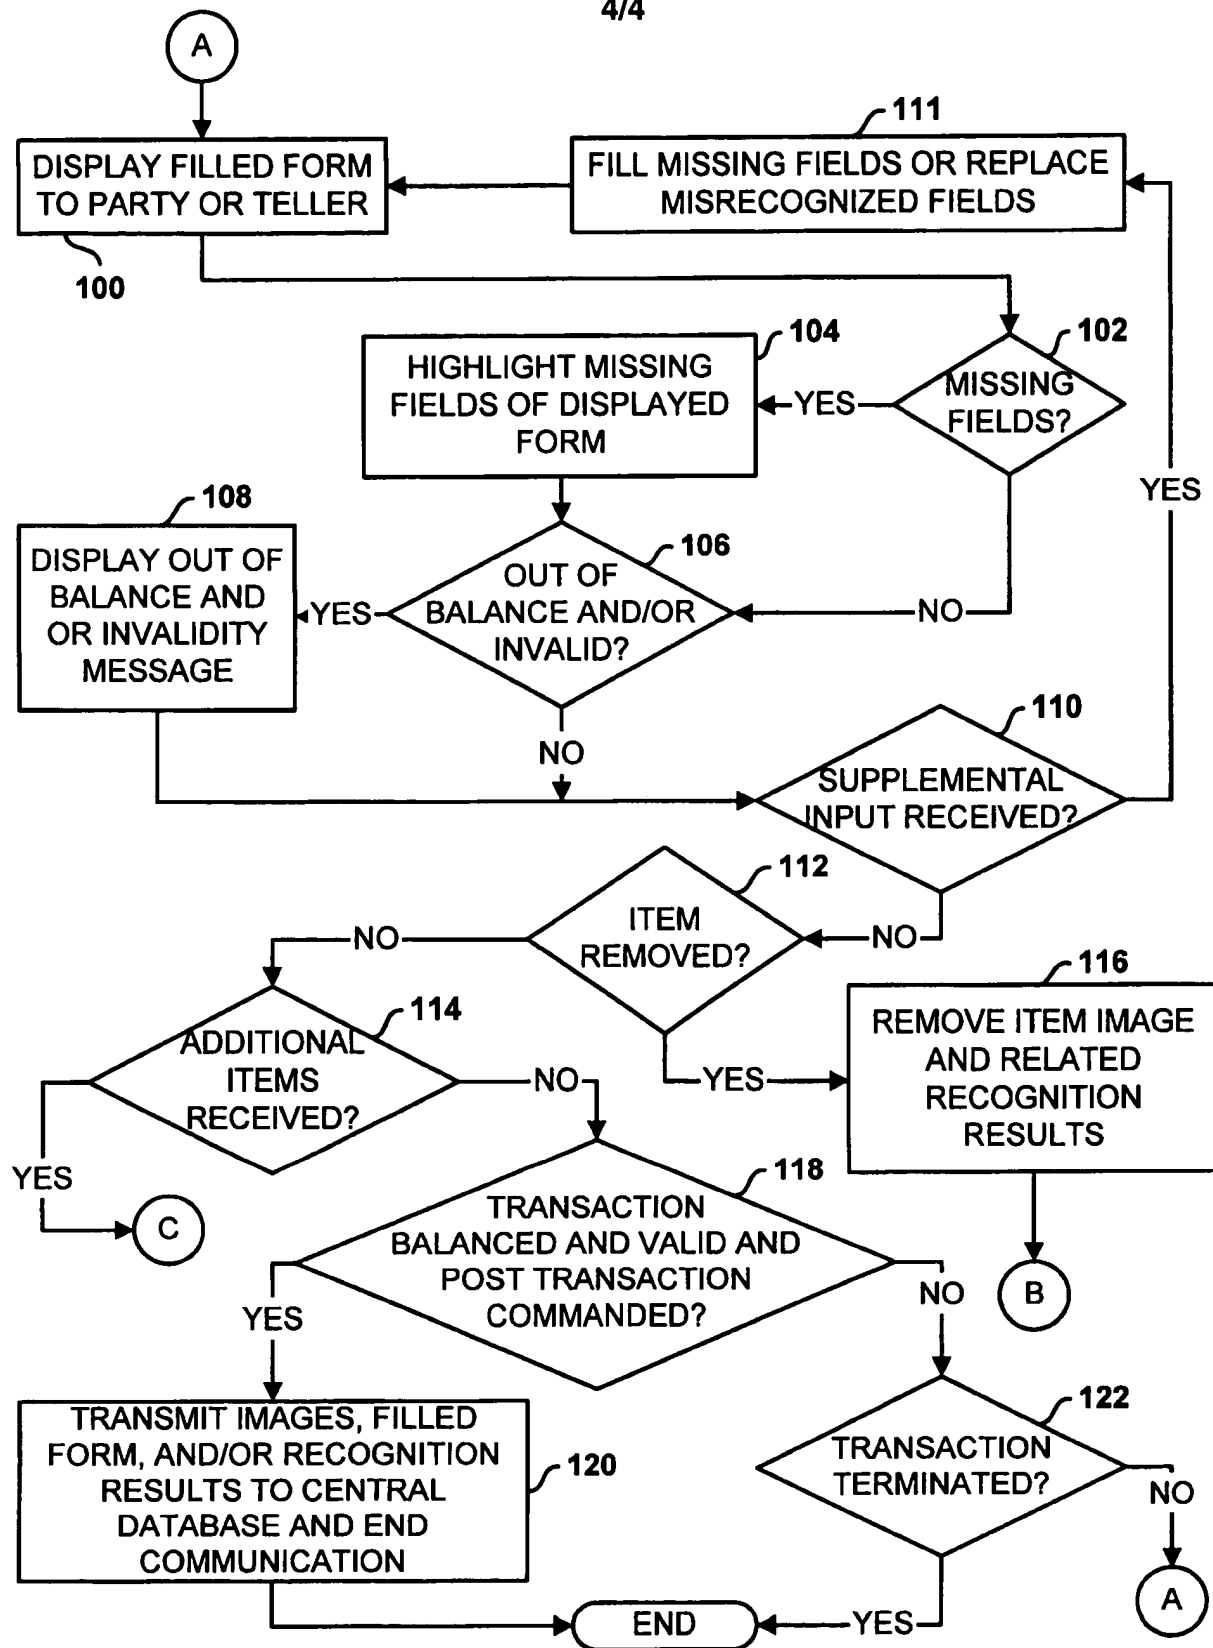 4/4
A
111
DISPLAY FILLED FORM
TO PARTY OR TELLER
FILL MISSING FIELDS OR REPLACE
MISRECOGNIZED FIELDS
100
104
102
HIGHLIGHT MISSING
FIELDS OF DISPLAYED
FORM
YES
MISSING
FIELDS?
YES
108
106
DISPLAY OUT OF
BALANCE AND
OR INVALIDITY
MESSAGE
YES
OUT OF
BALANCE AND/OR
INVALID?
NO
110
NO
SUPPLEMENTAL
INPUT RECEIVED?
112
ITEM
REMOVED?
NO
NO
116
114
ADDITIONAL
ITEMS
RECEIVED?
NO
YES
REMOVE ITEM IMAGE
AND RELATED
RECOGNITION
RESULTS
YES
C
118
TRANSACTION
BALANCED AND VALID AND
POST TRANSACTION
COMMANDED?
YES
NO
B
122
TRANSMIT IMAGES, FILLED
FORM, AND/OR RECOGNITION
RESULTS TO CENTRAL
DATABASE AND END
COMMUNICATION
120
TRANSACTION
TERMINATED?
NO
A
END
YES